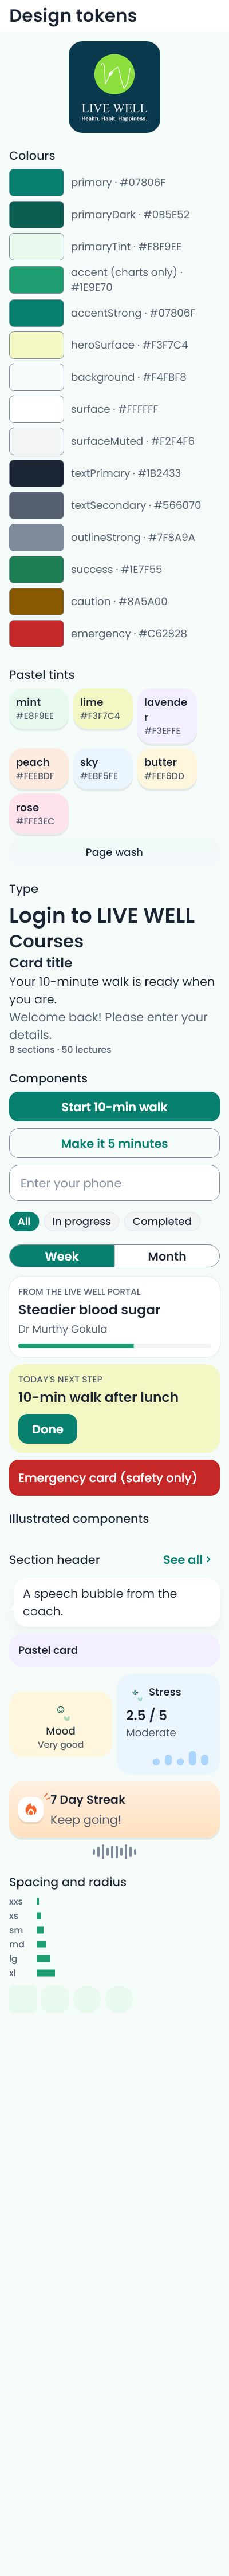 Design tokens
LIVE WELL
Health. Habit. Happiness.
Colours
primary · #07806F
primaryDark · #0B5E52
primaryTint · #E8F9EE
accent (charts only) ·
#1E9E70
accentStrong · #07806F
heroSurface · #F3F7C4
background · #F4FBF8
surface · #FFFFFF
surfaceMuted · #F2F4F6
textPrimary · #1B2433
textSecondary · #566070
outlineStrong · #7F8A9A
success · #1E7F55
caution · #8A5A00
emergency · #C62828
Pastel tints
mint
#E8F9EE
lime
#F3F7C4
lavende
r
#F3EFFE
peach
#FEEBDF
sky
#EBF5FE
butter
#FEF6DD
rose
#FFE3EC
Page wash
Type
Login to LIVE WELL
Courses
Card title
Your 10-minute walk is ready when
you are.
Welcome back! Please enter your
details.
8 sections · 50 lectures
Components
Start 10-min walk
Make it 5 minutes
Enter your phone
All
In progress
Completed
Week
Month
FROM THE LIVE WELL PORTAL
Steadier blood sugar
Dr Murthy Gokula
TODAY'S NEXT STEP
10-min walk after lunch
Done
Emergency card (safety only)
Illustrated components
Section header
See all ›
A speech bubble from the
coach.
Pastel card
Mood
Very good
Stress
2.5 / 5
Moderate
7 Day Streak
Keep going!
Spacing and radius
xxs
xs
sm
md
lg
xl